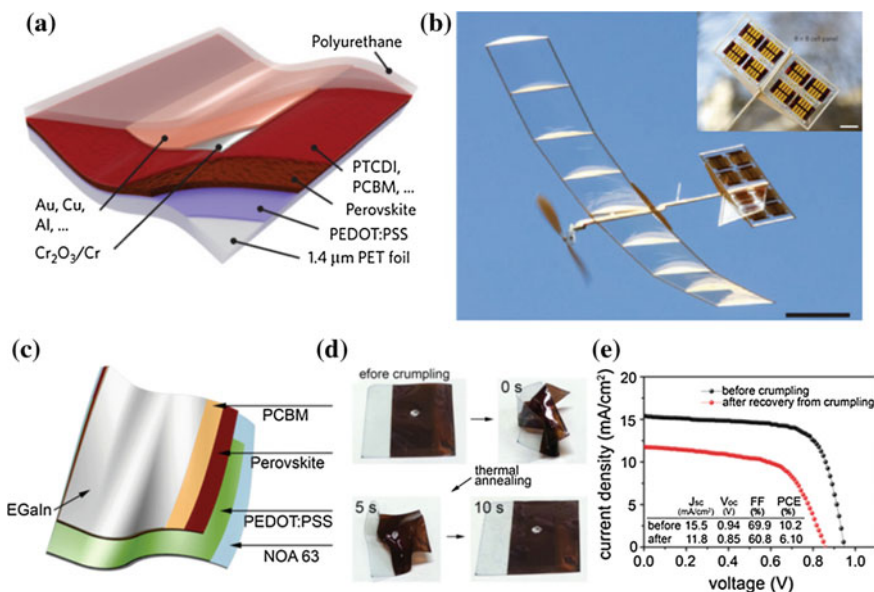 (a)
Polyurethane
PTCDI,
PCBM, ...
Perovskite
PEDOT:PSS
1.4 μm PET foil
Au, Cu,
Al, ...
Cr₂O₃/Cr
(b)
(c)
PCBM
Perovskite
EGaIn
PEDOT:PSS
NOA 63
(d)
efore crumpling
0 s
thermal
annealing
5 s
10 s
(e)
current density (mA/cm²)
20
15
10
5
0
before crumpling
after recovery from crumpling
Jsc Voc FF PCE
(mA/cm²) (V) (%) (%)
before 15.5 0.94 69.9 10.2
after 11.8 0.85 60.8 6.10
0.0 0.2 0.4 0.6 0.8 1.0
voltage (V)